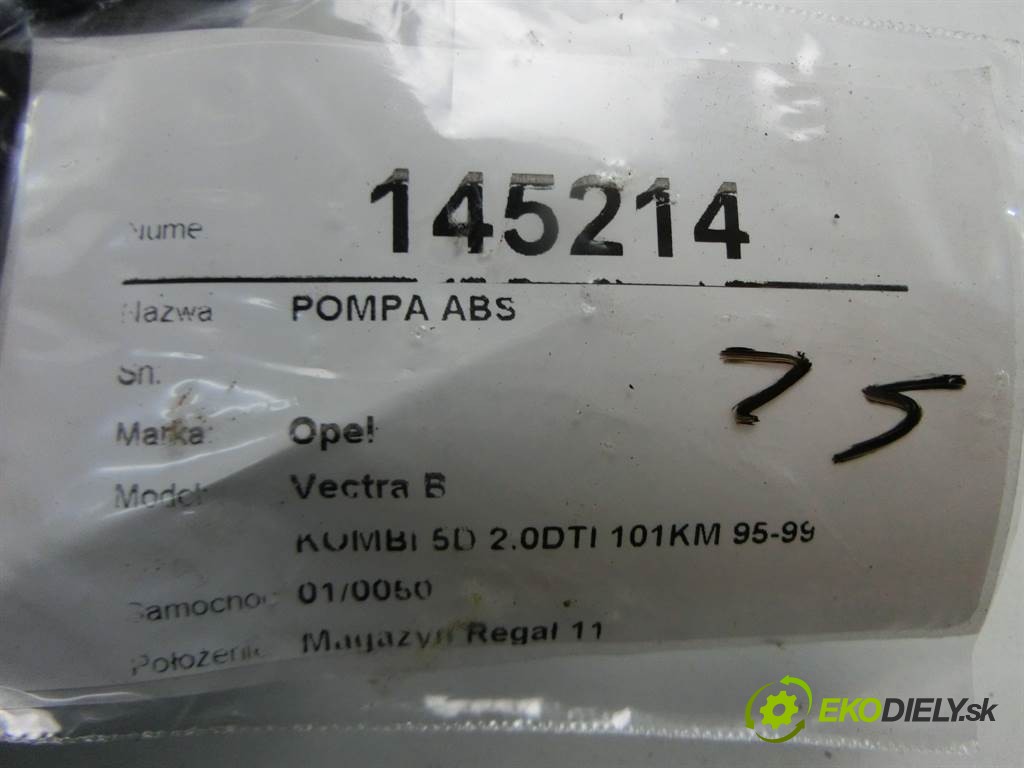 Nume 145214
Nazwa POMPA ABS
Sn.
Marka: Opel
Model: Vectra B
KOMBI 5D 2.0DTI 101KM 95-99
Samochod 01/0050
Położenie Magazyn Regał 11
75
EKODIELY.sk